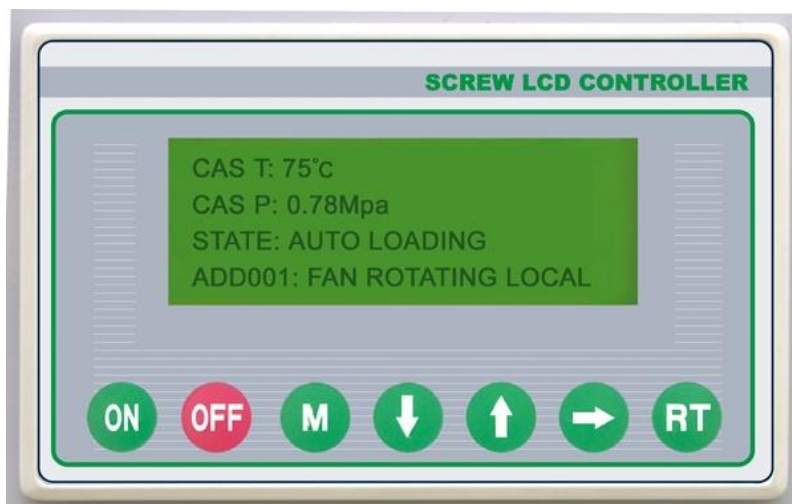 SCREW LCD CONTROLLER
CAS T: 75°c
CAS P: 0.78Mpa
STATE: AUTO LOADING
ADD001: FAN ROTATING LOCAL
ON OFF M RT